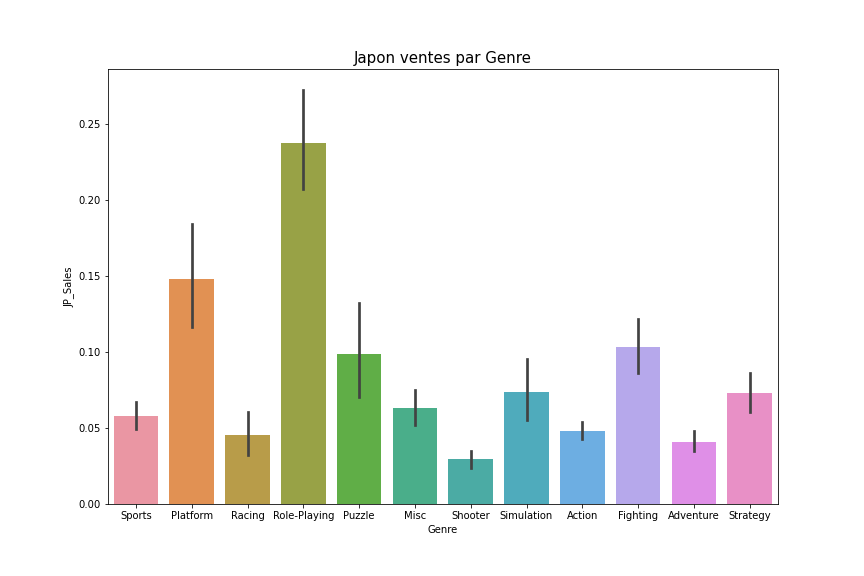 Japon ventes par Genre
JP_Sales
0.25
0.20
0.15
0.10
0.05
0.00
Sports Platform Racing Role-Playing Puzzle Misc Shooter Simulation Action Fighting Adventure Strategy
Genre